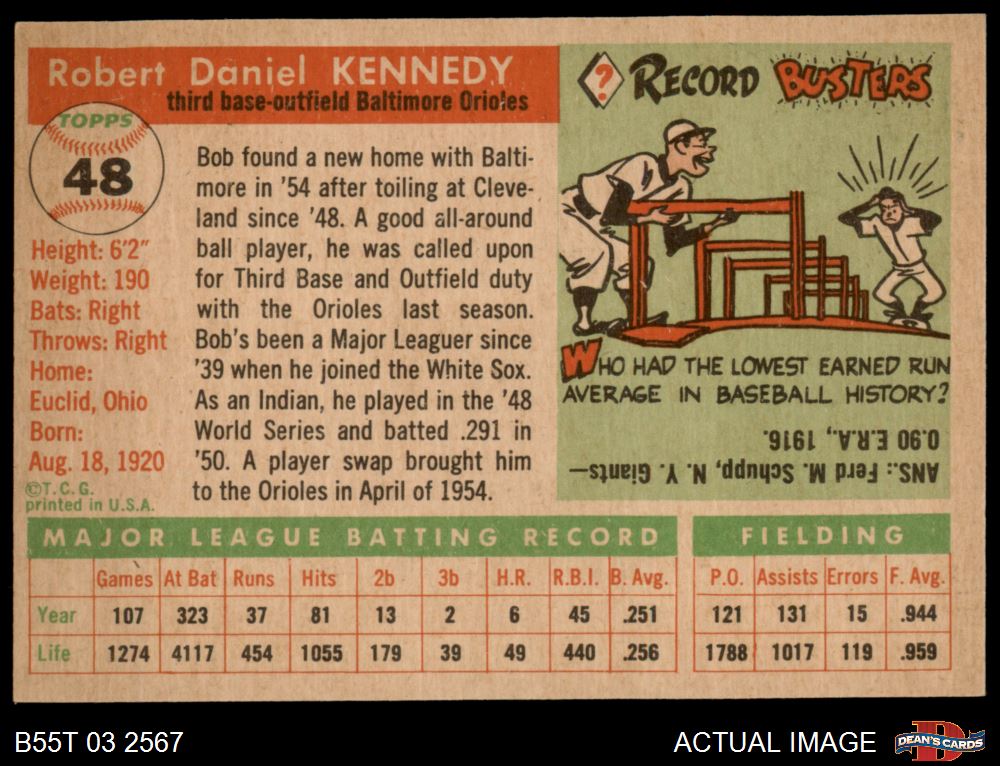 Robert Daniel KENNEDY
third base-outfield Baltimore Orioles
TOPPS
48
Height: 6'2"
Weight: 190
Bats: Right
Throws: Right
Home:
Euclid, Ohio
Born:
Aug. 18, 1920
©T.C.G.
printed in U.S.A.
Bob found a new home with Balti-
more in '54 after toiling at Cleve-
land since '48. A good all-around
ball player, he was called upon
for Third Base and Outfield duty
with the Orioles last season.
Bob's been a Major Leaguer since
'39 when he joined the White Sox.
As an Indian, he played in the '48
World Series and batted .291 in
'50. A player swap brought him
to the Orioles in April of 1954.
? RECORD BUSTERS
WHO HAD THE LOWEST EARNED RUN
AVERAGE IN BASEBALL HISTORY?
ANS.: Ferd M. Schupp, N. Y. Giants—
0.90 E.R.A., 1916.
MAJOR LEAGUE BATTING RECORD
Games At Bat Runs Hits 2b 3b H.R. R.B.I. B. Avg.
Year 107 323 37 81 13 2 6 45 .251
Life 1274 4117 454 1055 179 39 49 440 .256
FIELDING
P.O. Assists Errors F. Avg.
121 131 15 .944
1788 1017 119 .959
B55T 03 2567
ACTUAL IMAGE
D
DEAN'S CARDS